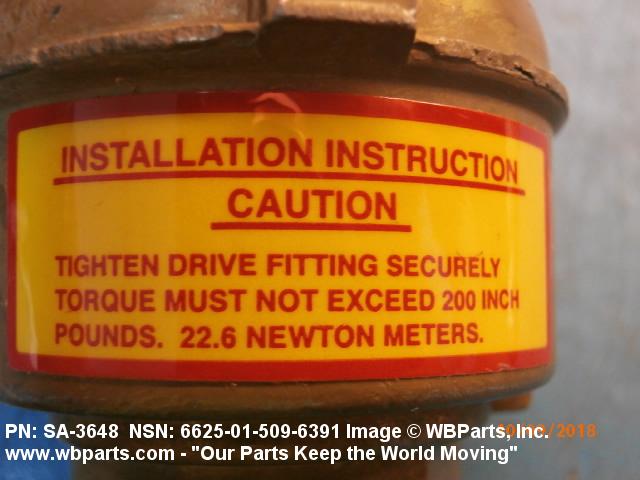 INSTALLATION INSTRUCTION
CAUTION
TIGHTEN DRIVE FITTING SECURELY
TORQUE MUST NOT EXCEED 200 INCH
POUNDS. 22.6 NEWTON METERS.
PN: SA-3648 NSN: 6625-01-509-6391 Image © WBParts, Inc.
www.wbparts.com - "Our Parts Keep the World Moving"